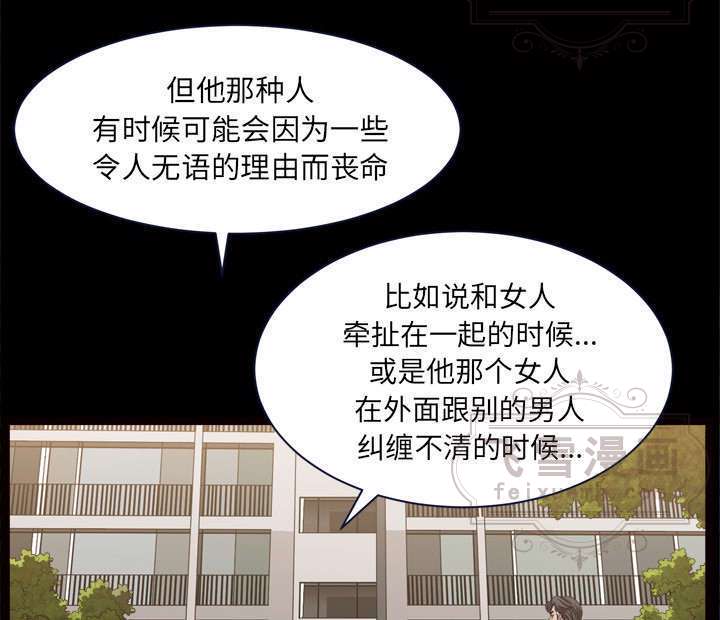 但他那种人
有时候可能会因为一些
令人无语的理由而丧命
比如说和女人
牵扯在一起的时候...
或是他那个女人
在外面跟别的男人
纠缠不清的时候...
飞雪漫画